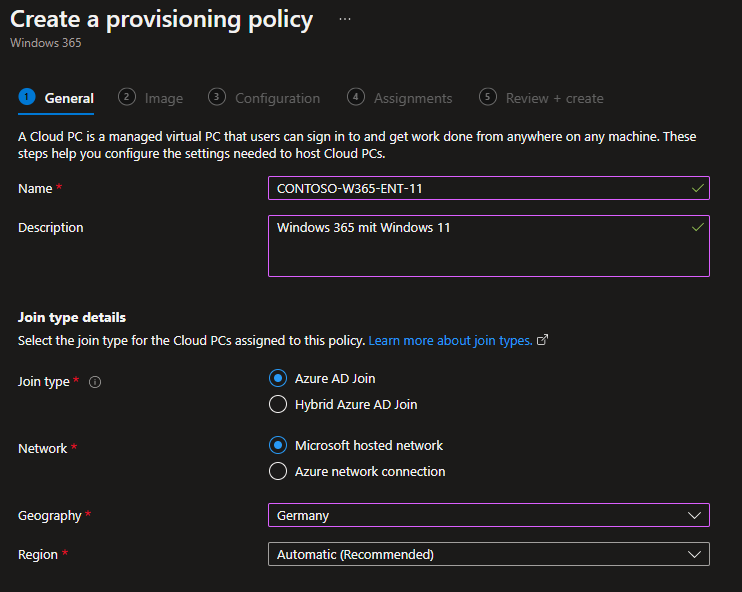 Create a provisioning policy ...
Windows 365
1 General 2 Image 3 Configuration 4 Assignments 5 Review + create
A Cloud PC is a managed virtual PC that users can sign in to and get work done from anywhere on any machine. These
steps help you configure the settings needed to host Cloud PCs.
Name * CONTOSO-W365-ENT-11
Description Windows 365 mit Windows 11
Join type details
Select the join type for the Cloud PCs assigned to this policy. Learn more about join types.
Join type * Azure AD Join
Hybrid Azure AD Join
Network * Microsoft hosted network
Azure network connection
Geography * Germany
Region * Automatic (Recommended)